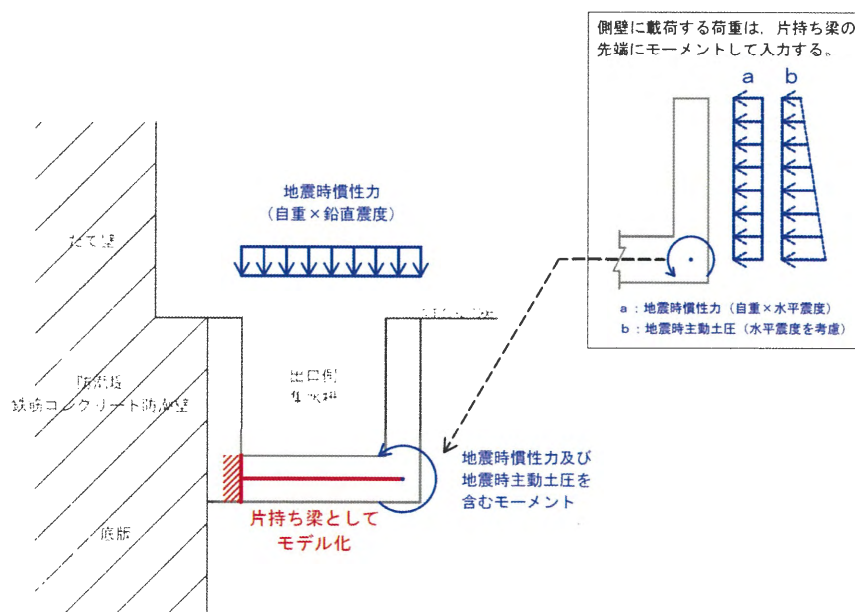 側壁に載荷する荷重は、片持ち梁の
先端にモーメントして入力する。
a
b
a：地震時慣性力（自重×水平震度）
b：地震時主動土圧（水平震度を考慮）
地震時慣性力
（自重×鉛直震度）
たて壁
出口側
集水枡
防潮堤
鉄筋コンクリート防潮壁
地震時慣性力及び
地震時主動土圧を
含むモーメント
片持ち梁として
モデル化
底版